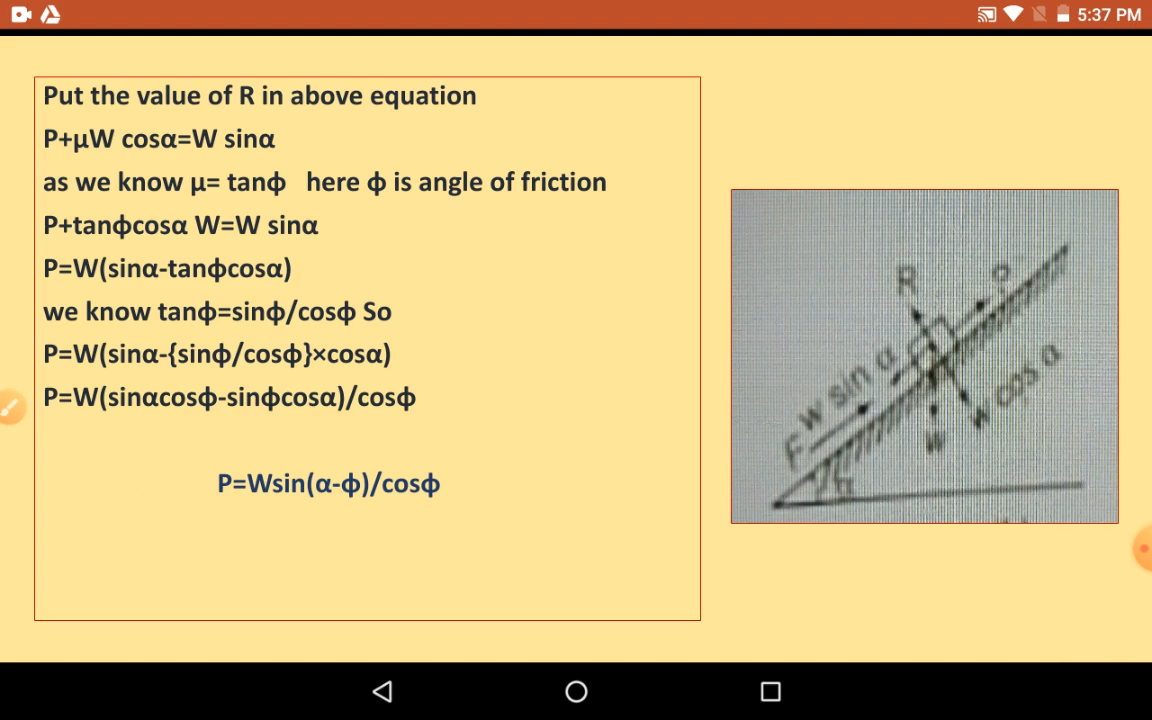 5:37 PM
Put the value of R in above equation
P+μW cosα=W sinα
as we know μ= tanϕ   here ϕ is angle of friction
P+tanϕcosα W=W sinα
P=W(sinα-tanϕcosα)
we know tanϕ=sinϕ/cosϕ So
P=W(sinα-{sinϕ/cosϕ}×cosα)
P=W(sinαcosϕ-sinϕcosα)/cosϕ
P=Wsin(α-ϕ)/cosϕ
R
P
W sin α
F
W cos α
W
α